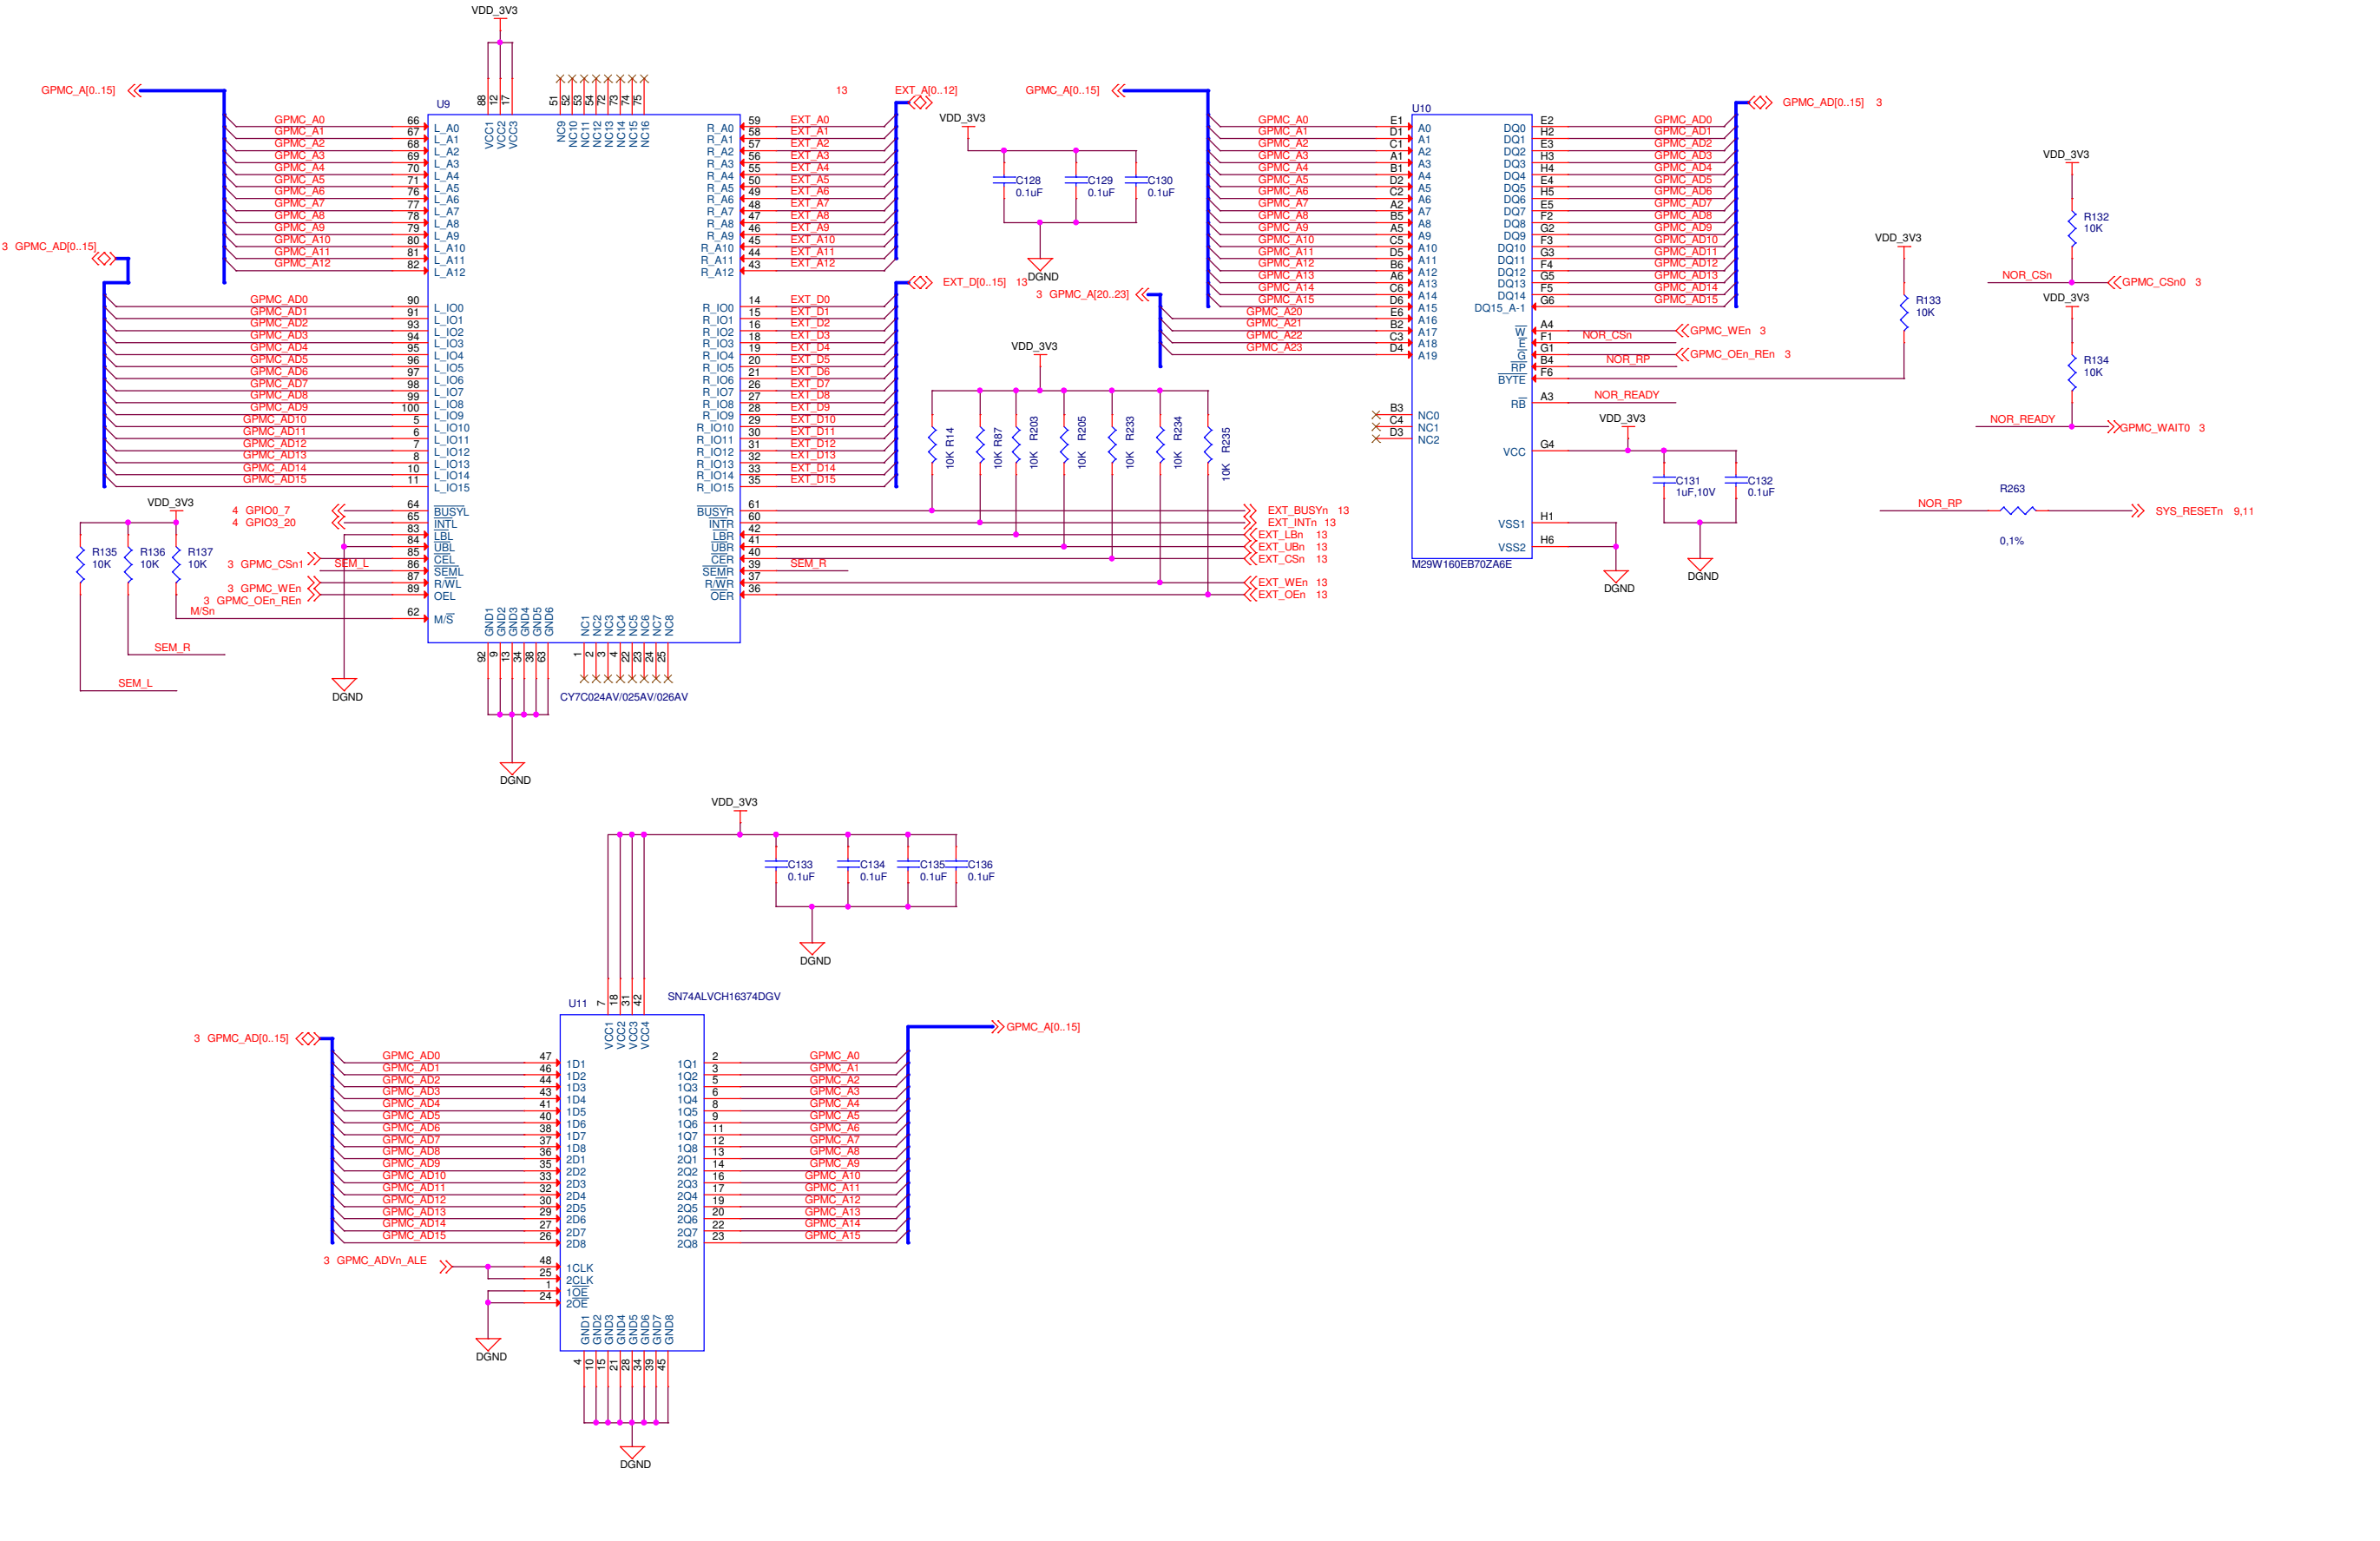 VDD_3V3
GPMC_A[0..15]
U9
88 12 17
VCC1 VCC2 VCC3
51 52 53 54 72 73 74 75
NC9 NC10 NC11 NC12 NC13 NC14 NC15 NC16
13 EXT_A[0..12]
GPMC_A0 66 L_A0 R_A0 59 EXT_A0
GPMC_A1 67 L_A1 R_A1 58 EXT_A1
GPMC_A2 68 L_A2 R_A2 57 EXT_A2
GPMC_A3 69 L_A3 R_A3 56 EXT_A3
GPMC_A4 70 L_A4 R_A4 55 EXT_A4
GPMC_A5 71 L_A5 R_A5 50 EXT_A5
GPMC_A6 76 L_A6 R_A6 49 EXT_A6
GPMC_A7 77 L_A7 R_A7 48 EXT_A7
GPMC_A8 78 L_A8 R_A8 47 EXT_A8
GPMC_A9 79 L_A9 R_A9 46 EXT_A9
GPMC_A10 80 L_A10 R_A10 45 EXT_A10
GPMC_A11 81 L_A11 R_A11 44 EXT_A11
GPMC_A12 82 L_A12 R_A12 43 EXT_A12
3 GPMC_AD[0..15]
EXT_D[0..15] 13
GPMC_AD0 90 L_IO0 R_IO0 14 EXT_D0
GPMC_AD1 91 L_IO1 R_IO1 15 EXT_D1
GPMC_AD2 93 L_IO2 R_IO2 16 EXT_D2
GPMC_AD3 94 L_IO3 R_IO3 18 EXT_D3
GPMC_AD4 95 L_IO4 R_IO4 19 EXT_D4
GPMC_AD5 96 L_IO5 R_IO5 20 EXT_D5
GPMC_AD6 97 L_IO6 R_IO6 21 EXT_D6
GPMC_AD7 98 L_IO7 R_IO7 26 EXT_D7
GPMC_AD8 99 L_IO8 R_IO8 27 EXT_D8
GPMC_AD9 100 L_IO9 R_IO9 28 EXT_D9
GPMC_AD10 5 L_IO10 R_IO10 29 EXT_D10
GPMC_AD11 6 L_IO11 R_IO11 30 EXT_D11
GPMC_AD12 7 L_IO12 R_IO12 31 EXT_D12
GPMC_AD13 8 L_IO13 R_IO13 32 EXT_D13
GPMC_AD14 10 L_IO14 R_IO14 33 EXT_D14
GPMC_AD15 11 L_IO15 R_IO15 35 EXT_D15
VDD_3V3
4 GPIO0_7 64 BUSYL BUSYR 61 EXT_BUSYn 13
4 GPIO3_20 65 INTL INTR 60 EXT_INTn 13
83 LBL LBR 42 EXT_LBn 13
84 UBL UBR 41 EXT_UBn 13
3 GPMC_CSn1 85 CEL CER 40 EXT_CSn 13
SEM_L 86 SEML SEMR 39 SEM_R
3 GPMC_WEn 87 R/WL R/WR 37 EXT_WEn 13
3 GPMC_OEn_REn 89 OEL OER 36 EXT_OEn 13
M/Sn 62 M/S
R135 10K
R136 10K
R137 10K
SEM_R
SEM_L
DGND
GND1 GND2 GND3 GND4 GND5 GND6
92 9 13 34 38 63
NC1 NC2 NC3 NC4 NC5 NC6 NC7 NC8
1 2 3 4 22 23 24 25
CY7C024AV/025AV/026AV
DGND
VDD_3V3
C128 0.1uF
C129 0.1uF
C130 0.1uF
DGND
VDD_3V3
10K R14
10K R87
10K R203
10K R205
10K R233
10K R234
10K R235
GPMC_A[0..15]
3 GPMC_A[20..23]
U10
GPMC_AD[0..15] 3
GPMC_A0 E1 A0 DQ0 E2 GPMC_AD0
GPMC_A1 D1 A1 DQ1 H2 GPMC_AD1
GPMC_A2 C1 A2 DQ2 E3 GPMC_AD2
GPMC_A3 A1 A3 DQ3 H3 GPMC_AD3
GPMC_A4 B1 A4 DQ4 H4 GPMC_AD4
GPMC_A5 D2 A5 DQ5 E4 GPMC_AD5
GPMC_A6 C2 A6 DQ6 H5 GPMC_AD6
GPMC_A7 A2 A7 DQ7 E5 GPMC_AD7
GPMC_A8 B5 A8 DQ8 F2 GPMC_AD8
GPMC_A9 A5 A9 DQ9 G2 GPMC_AD9
GPMC_A10 C5 A10 DQ10 F3 GPMC_AD10
GPMC_A11 D5 A11 DQ11 G3 GPMC_AD11
GPMC_A12 B6 A12 DQ12 F4 GPMC_AD12
GPMC_A13 A6 A13 DQ13 G5 GPMC_AD13
GPMC_A14 C6 A14 DQ14 F5 GPMC_AD14
GPMC_A15 D6 A15 DQ15_A-1 G6 GPMC_AD15
GPMC_A20 E6 A16
GPMC_A21 B2 A17 W A4 GPMC_WEn 3
GPMC_A22 C3 A18 E F1 NOR_CSn
GPMC_A23 D4 A19 G G1 GPMC_OEn_REn 3
RP B4 NOR_RP
BYTE F6
RB A3 NOR_READY
B3 NC0
C4 NC1
D3 NC2
VDD_3V3
VCC G4
C131 1uF,10V
C132 0.1uF
VSS1 H1
VSS2 H6
M29W160EB70ZA6E
DGND
DGND
VDD_3V3
R133 10K
VDD_3V3
R132 10K
NOR_CSn GPMC_CSn0 3
VDD_3V3
R134 10K
NOR_READY GPMC_WAIT0 3
R263
NOR_RP SYS_RESETn 9,11
0,1%
VDD_3V3
C133 0.1uF
C134 0.1uF
C135 0.1uF
C136 0.1uF
DGND
U11
7 18 31 42
SN74ALVCH16374DGV
VCC1 VCC2 VCC3 VCC4
3 GPMC_AD[0..15]
GPMC_A[0..15]
GPMC_AD0 47 1D1 1Q1 2 GPMC_A0
GPMC_AD1 46 1D2 1Q2 3 GPMC_A1
GPMC_AD2 44 1D3 1Q3 5 GPMC_A2
GPMC_AD3 43 1D4 1Q4 6 GPMC_A3
GPMC_AD4 41 1D5 1Q5 8 GPMC_A4
GPMC_AD5 40 1D6 1Q6 9 GPMC_A5
GPMC_AD6 38 1D7 1Q7 11 GPMC_A6
GPMC_AD7 37 1D8 1Q8 12 GPMC_A7
GPMC_AD8 36 2D1 2Q1 13 GPMC_A8
GPMC_AD9 35 2D2 2Q2 14 GPMC_A9
GPMC_AD10 33 2D3 2Q3 16 GPMC_A10
GPMC_AD11 32 2D4 2Q4 17 GPMC_A11
GPMC_AD12 30 2D5 2Q5 19 GPMC_A12
GPMC_AD13 29 2D6 2Q6 20 GPMC_A13
GPMC_AD14 27 2D7 2Q7 22 GPMC_A14
GPMC_AD15 26 2D8 2Q8 23 GPMC_A15
3 GPMC_ADVn_ALE 48 1CLK
25 2CLK
1 1OE
24 2OE
DGND
GND1 GND2 GND3 GND4 GND5 GND6 GND7 GND8
4 10 15 21 28 34 39 45
DGND